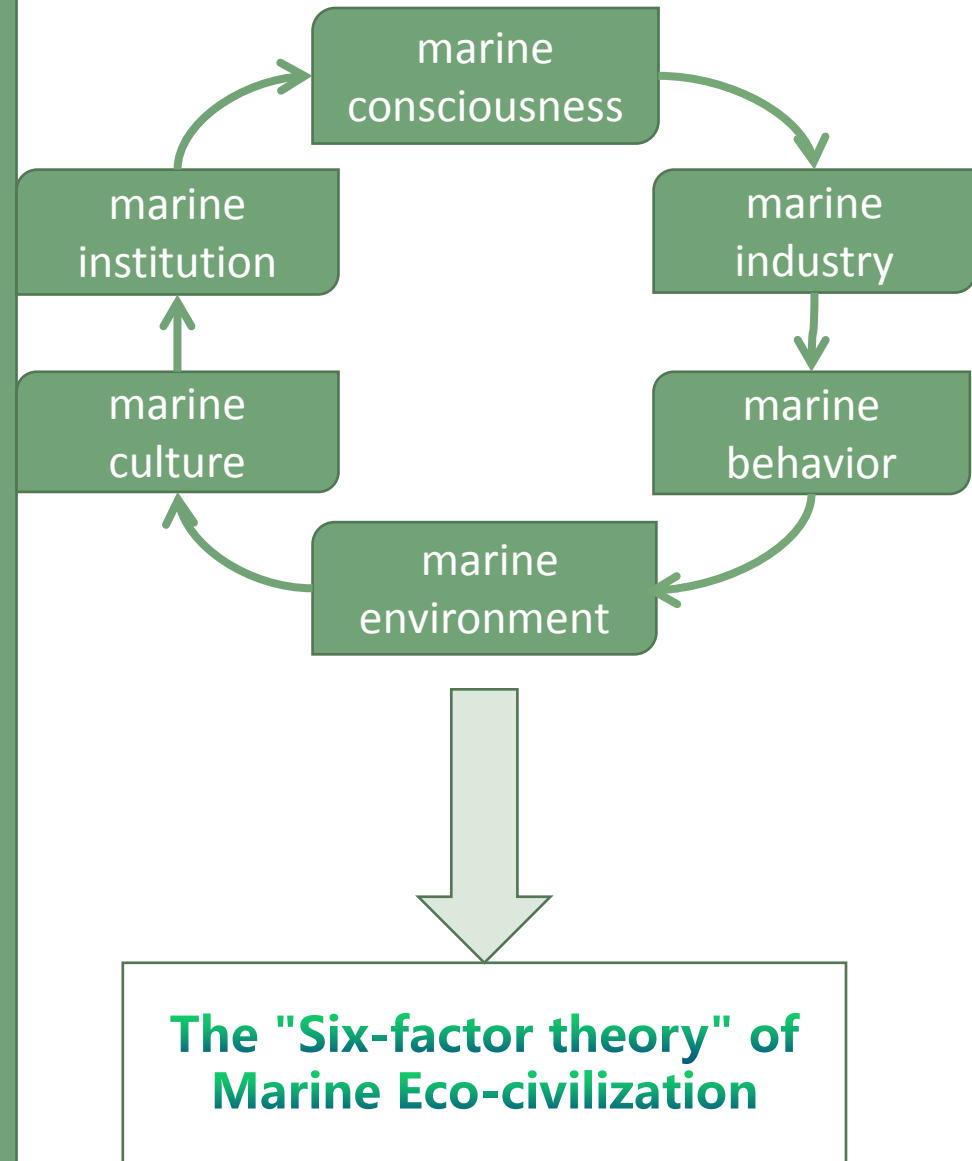 marine
consciousness
marine
institution
marine
industry
marine
culture
marine
behavior
marine
environment
The "Six-factor theory" of
Marine Eco-civilization